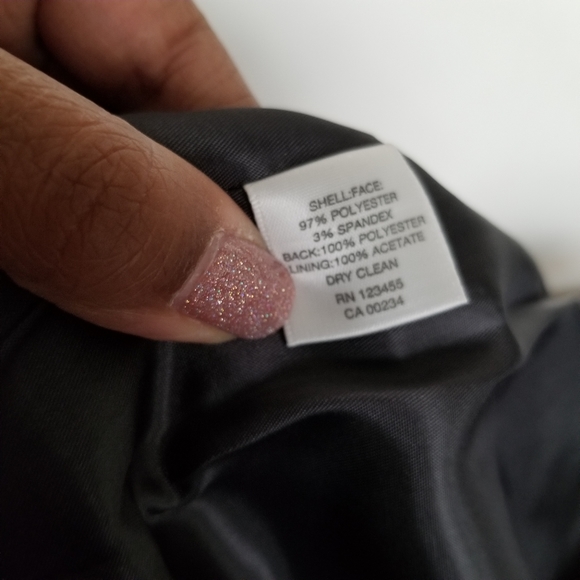 SHELL:FACE:
97% POLYESTER
3% SPANDEX
BACK:100% POLYESTER
LINING:100% ACETATE
DRY CLEAN
RN 123455
CA 00234